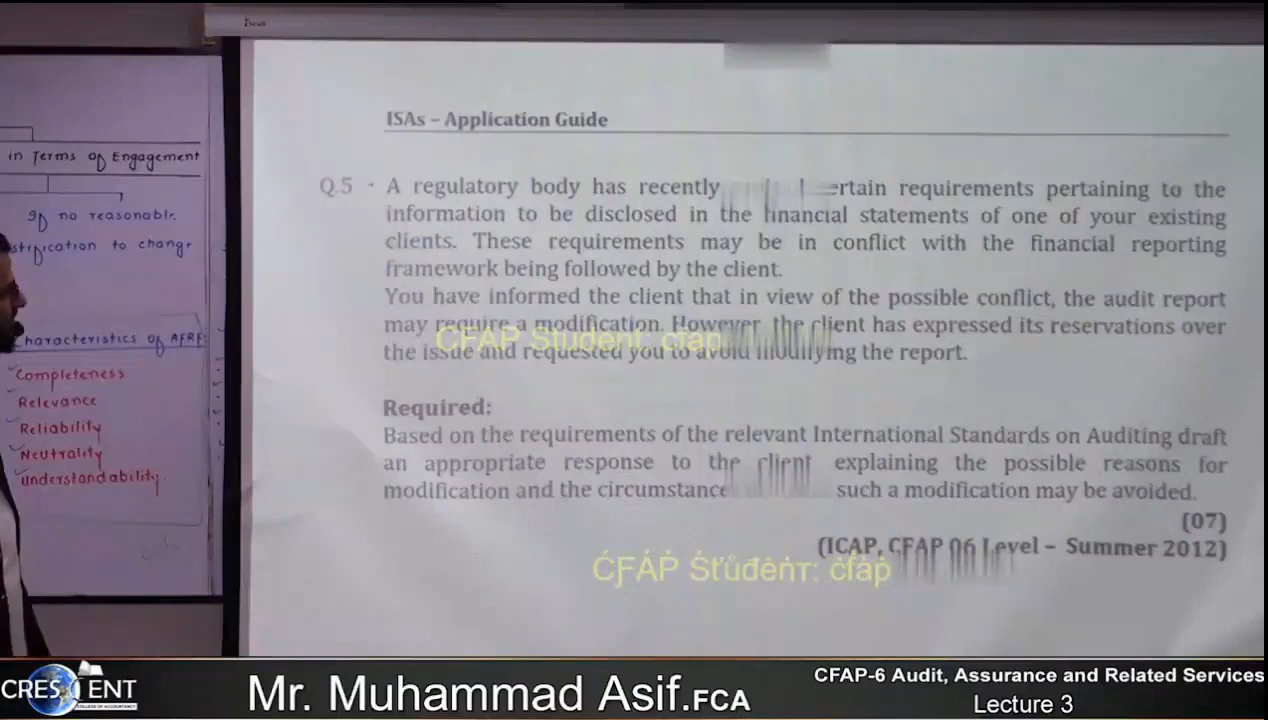 in Terms of Engagement
If no reasonable
stification to change
Characteristics of AFRF:
Completeness
Relevance
Reliability
Neutrality
Understandability
ISAs – Application Guide
Q.5 A regulatory body has recently ertain requirements pertaining to the
information to be disclosed in the financial statements of one of your existing
clients. These requirements may be in conflict with the financial reporting
framework being followed by the client.
You have informed the client that in view of the possible conflict, the audit report
may require a modification. However, the client has expressed its reservations over
the issue and requested you to avoid modifying the report.
CFAP Student: cfap
Required:
Based on the requirements of the relevant International Standards on Auditing draft
an appropriate response to the client explaining the possible reasons for
modification and the circumstance such a modification may be avoided.
(07)
(ICAP, CFAP 06 Level – Summer 2012)
ĆƑÁṖ Śťůđėṅт: ċḟȧṗ
CRESCENT
COLLEGE OF ACCOUNTANCY
Mr. Muhammad Asif.FCA
CFAP-6 Audit, Assurance and Related Services
Lecture 3